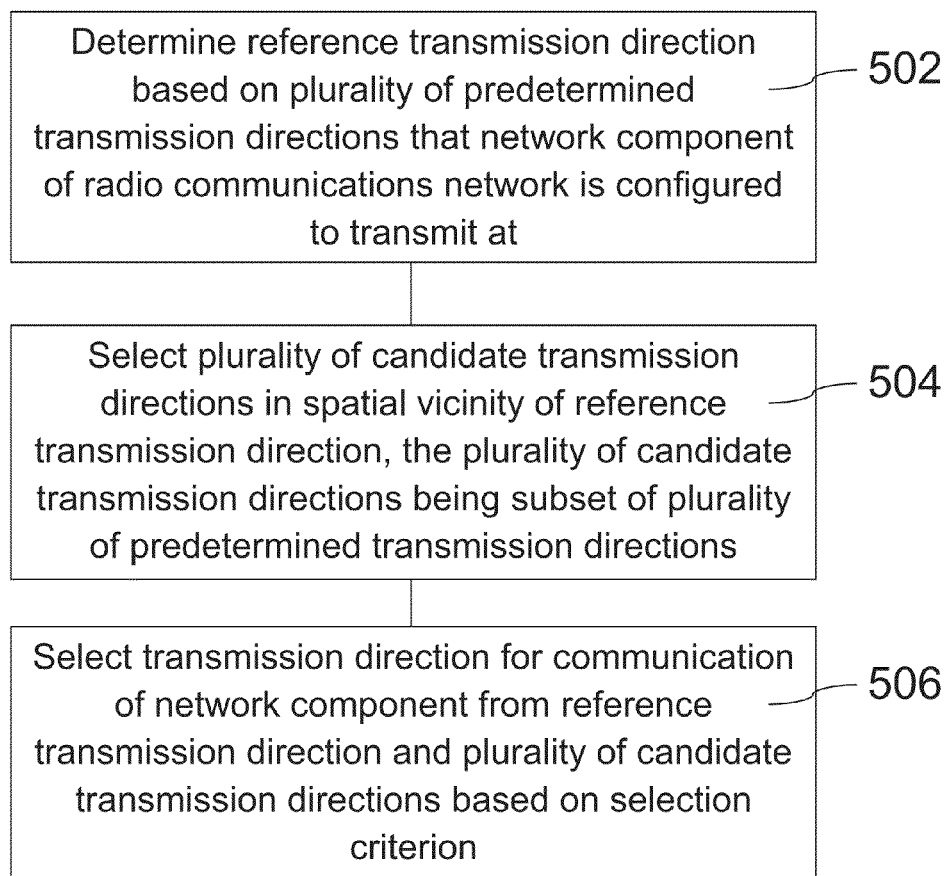 Determine reference transmission direction
based on plurality of predetermined
transmission directions that network component
of radio communications network is configured
to transmit at
502
Select plurality of candidate transmission
directions in spatial vicinity of reference
transmission direction, the plurality of candidate
transmission directions being subset of plurality
of predetermined transmission directions
504
Select transmission direction for communication
of network component from reference
transmission direction and plurality of candidate
transmission directions based on selection
criterion
506